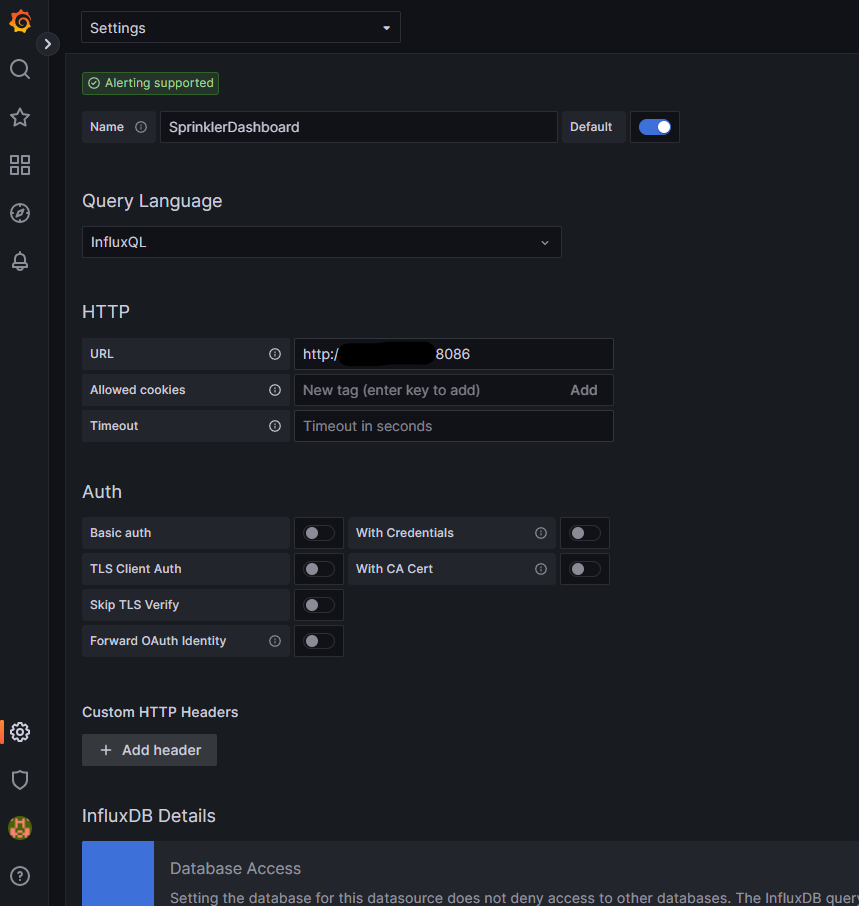 Settings
Alerting supported
Name SprinklerDashboard Default
Query Language
InfluxQL
HTTP
URL http:/ 8086
Allowed cookies New tag (enter key to add) Add
Timeout Timeout in seconds
Auth
Basic auth With Credentials
TLS Client Auth With CA Cert
Skip TLS Verify
Forward OAuth Identity
Custom HTTP Headers
+ Add header
InfluxDB Details
Database Access
Setting the database for this datasource does not deny access to other databases. The InfluxDB quer